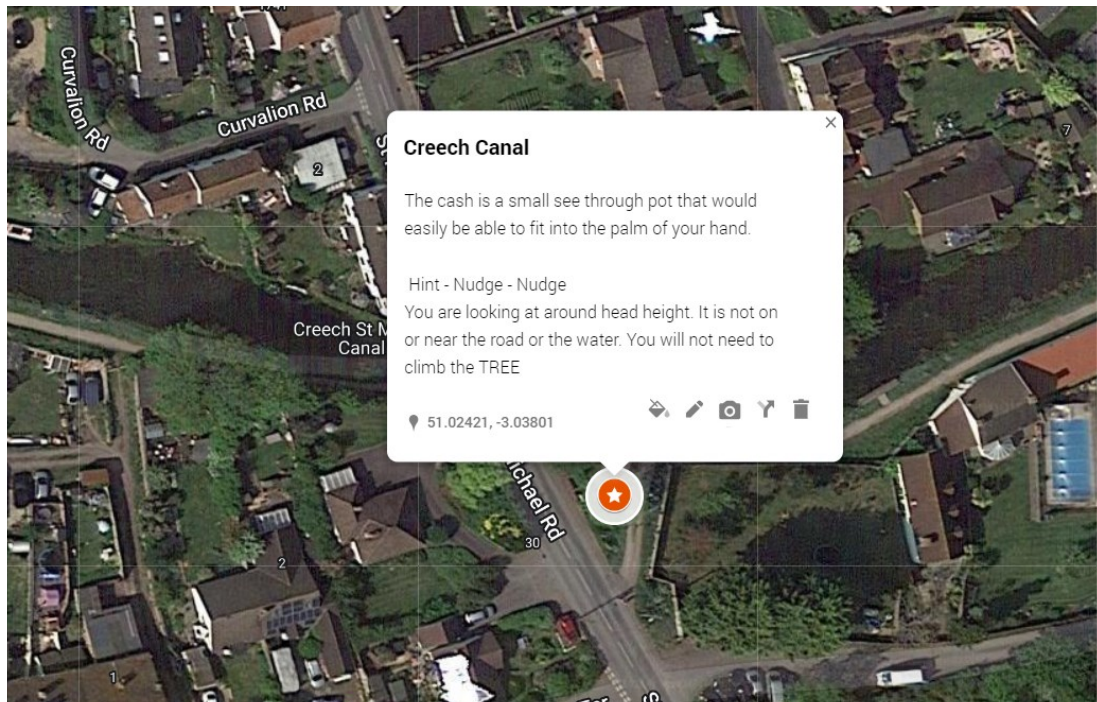 Curvalion Rd
Curvalion Rd
2
7
Creech Canal
The cash is a small see through pot that would
easily be able to fit into the palm of your hand.
Hint - Nudge - Nudge
You are looking at around head height. It is not on
or near the road or the water. You will not need to
climb the TREE
51.02421, -3.03801
Creech St M
Canal
ichael Rd
30
2
1